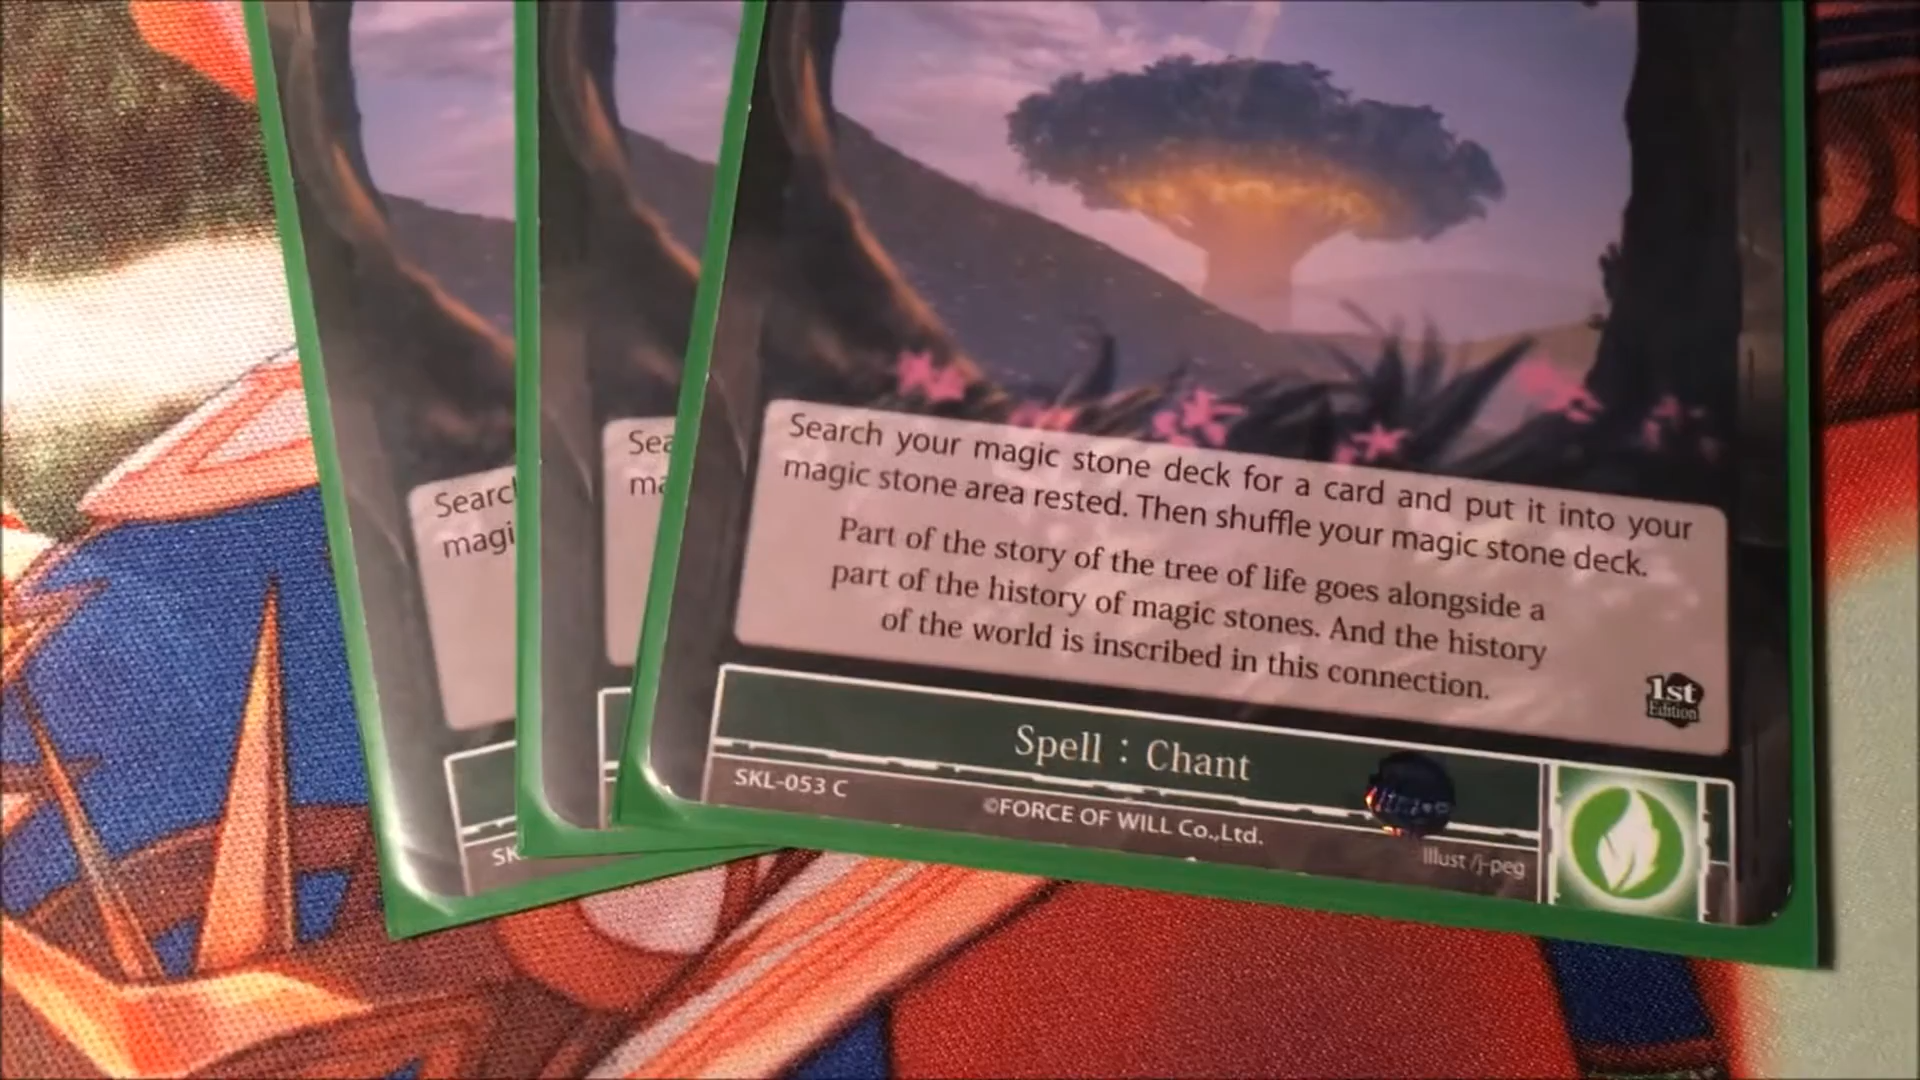 Search
magi
SK
Sea
ma
Search your magic stone deck for a card and put it into your
magic stone area rested. Then shuffle your magic stone deck.
Part of the story of the tree of life goes alongside a
part of the history of magic stones. And the history
of the world is inscribed in this connection.
1st
Edition
Spell : Chant
SKL-053 C
©FORCE OF WILL Co.,Ltd.
Illust /j-peg